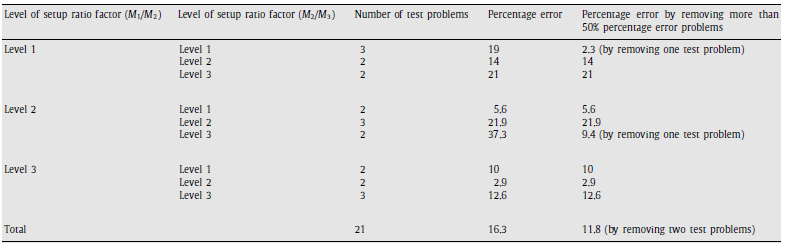 Level of setup ratio factor (M1/M2) Level of setup ratio factor (M2/M3) Number of test problems Percentage error Percentage error by removing more than
50% percentage error problems
Level 1 Level 1 3 19 2.3 (by removing one test problem)
Level 2 2 14 14
Level 3 2 21 21
Level 2 Level 1 2 5.6 5.6
Level 2 3 21.9 21.9
Level 3 2 37.3 9.4 (by removing one test problem)
Level 3 Level 1 2 10 10
Level 2 2 2.9 2.9
Level 3 3 12.6 12.6
Total 21 16.3 11.8 (by removing two test problems)